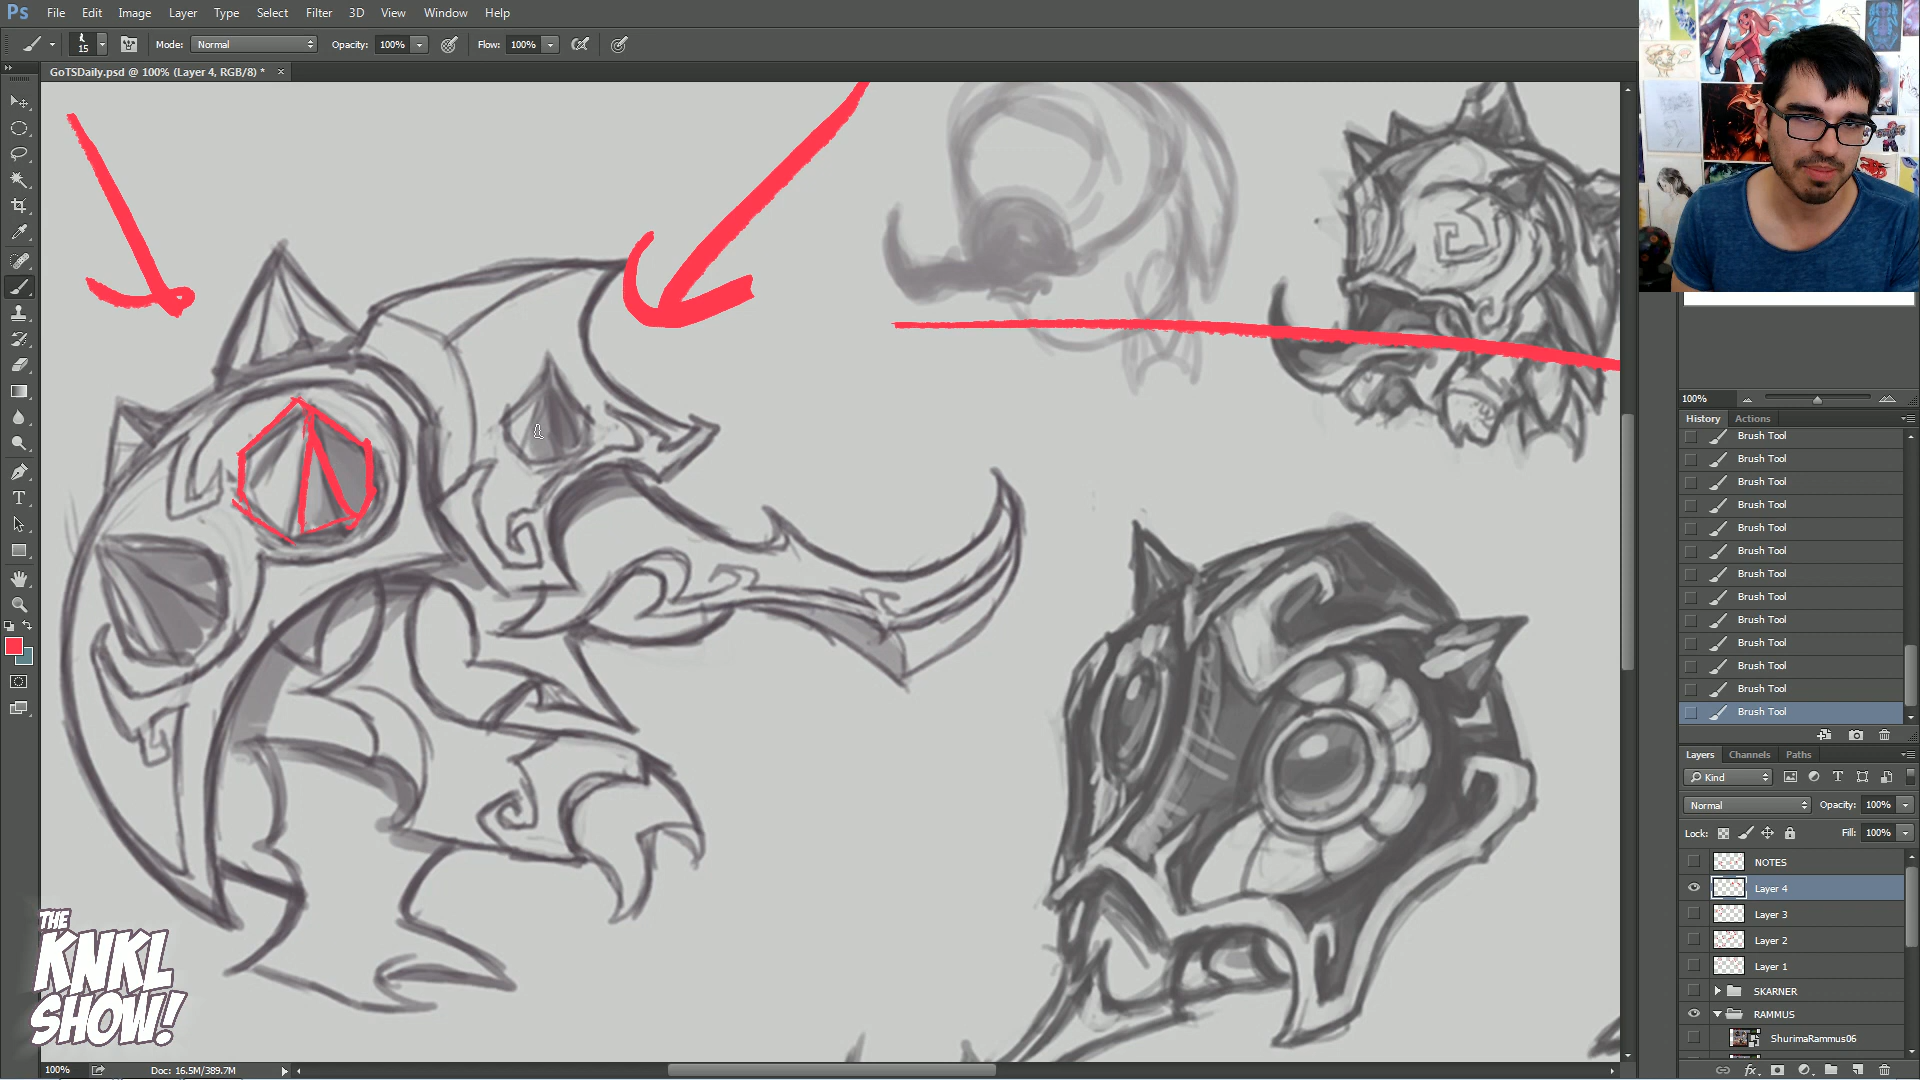 Ps File Edit Image Layer Type Select Filter 3D View Window Help
15 Mode: Normal Opacity: 100% Flow: 100%
GoTSDaily.psd @ 100% (Layer 4, RGB/8) * ×
T
100%
History Actions
Brush Tool
Brush Tool
Brush Tool
Brush Tool
Brush Tool
Brush Tool
Brush Tool
Brush Tool
Brush Tool
Brush Tool
Brush Tool
Brush Tool
Brush Tool
Layers Channels Paths
Kind
Normal Opacity: 100%
Lock: Fill: 100%
NOTES
Layer 4
Layer 3
Layer 2
Layer 1
SKARNER
RAMMUS
ShurimaRammus06
fx
THE
KNKL
SHOW!
100% Doc: 16.5M/389.7M